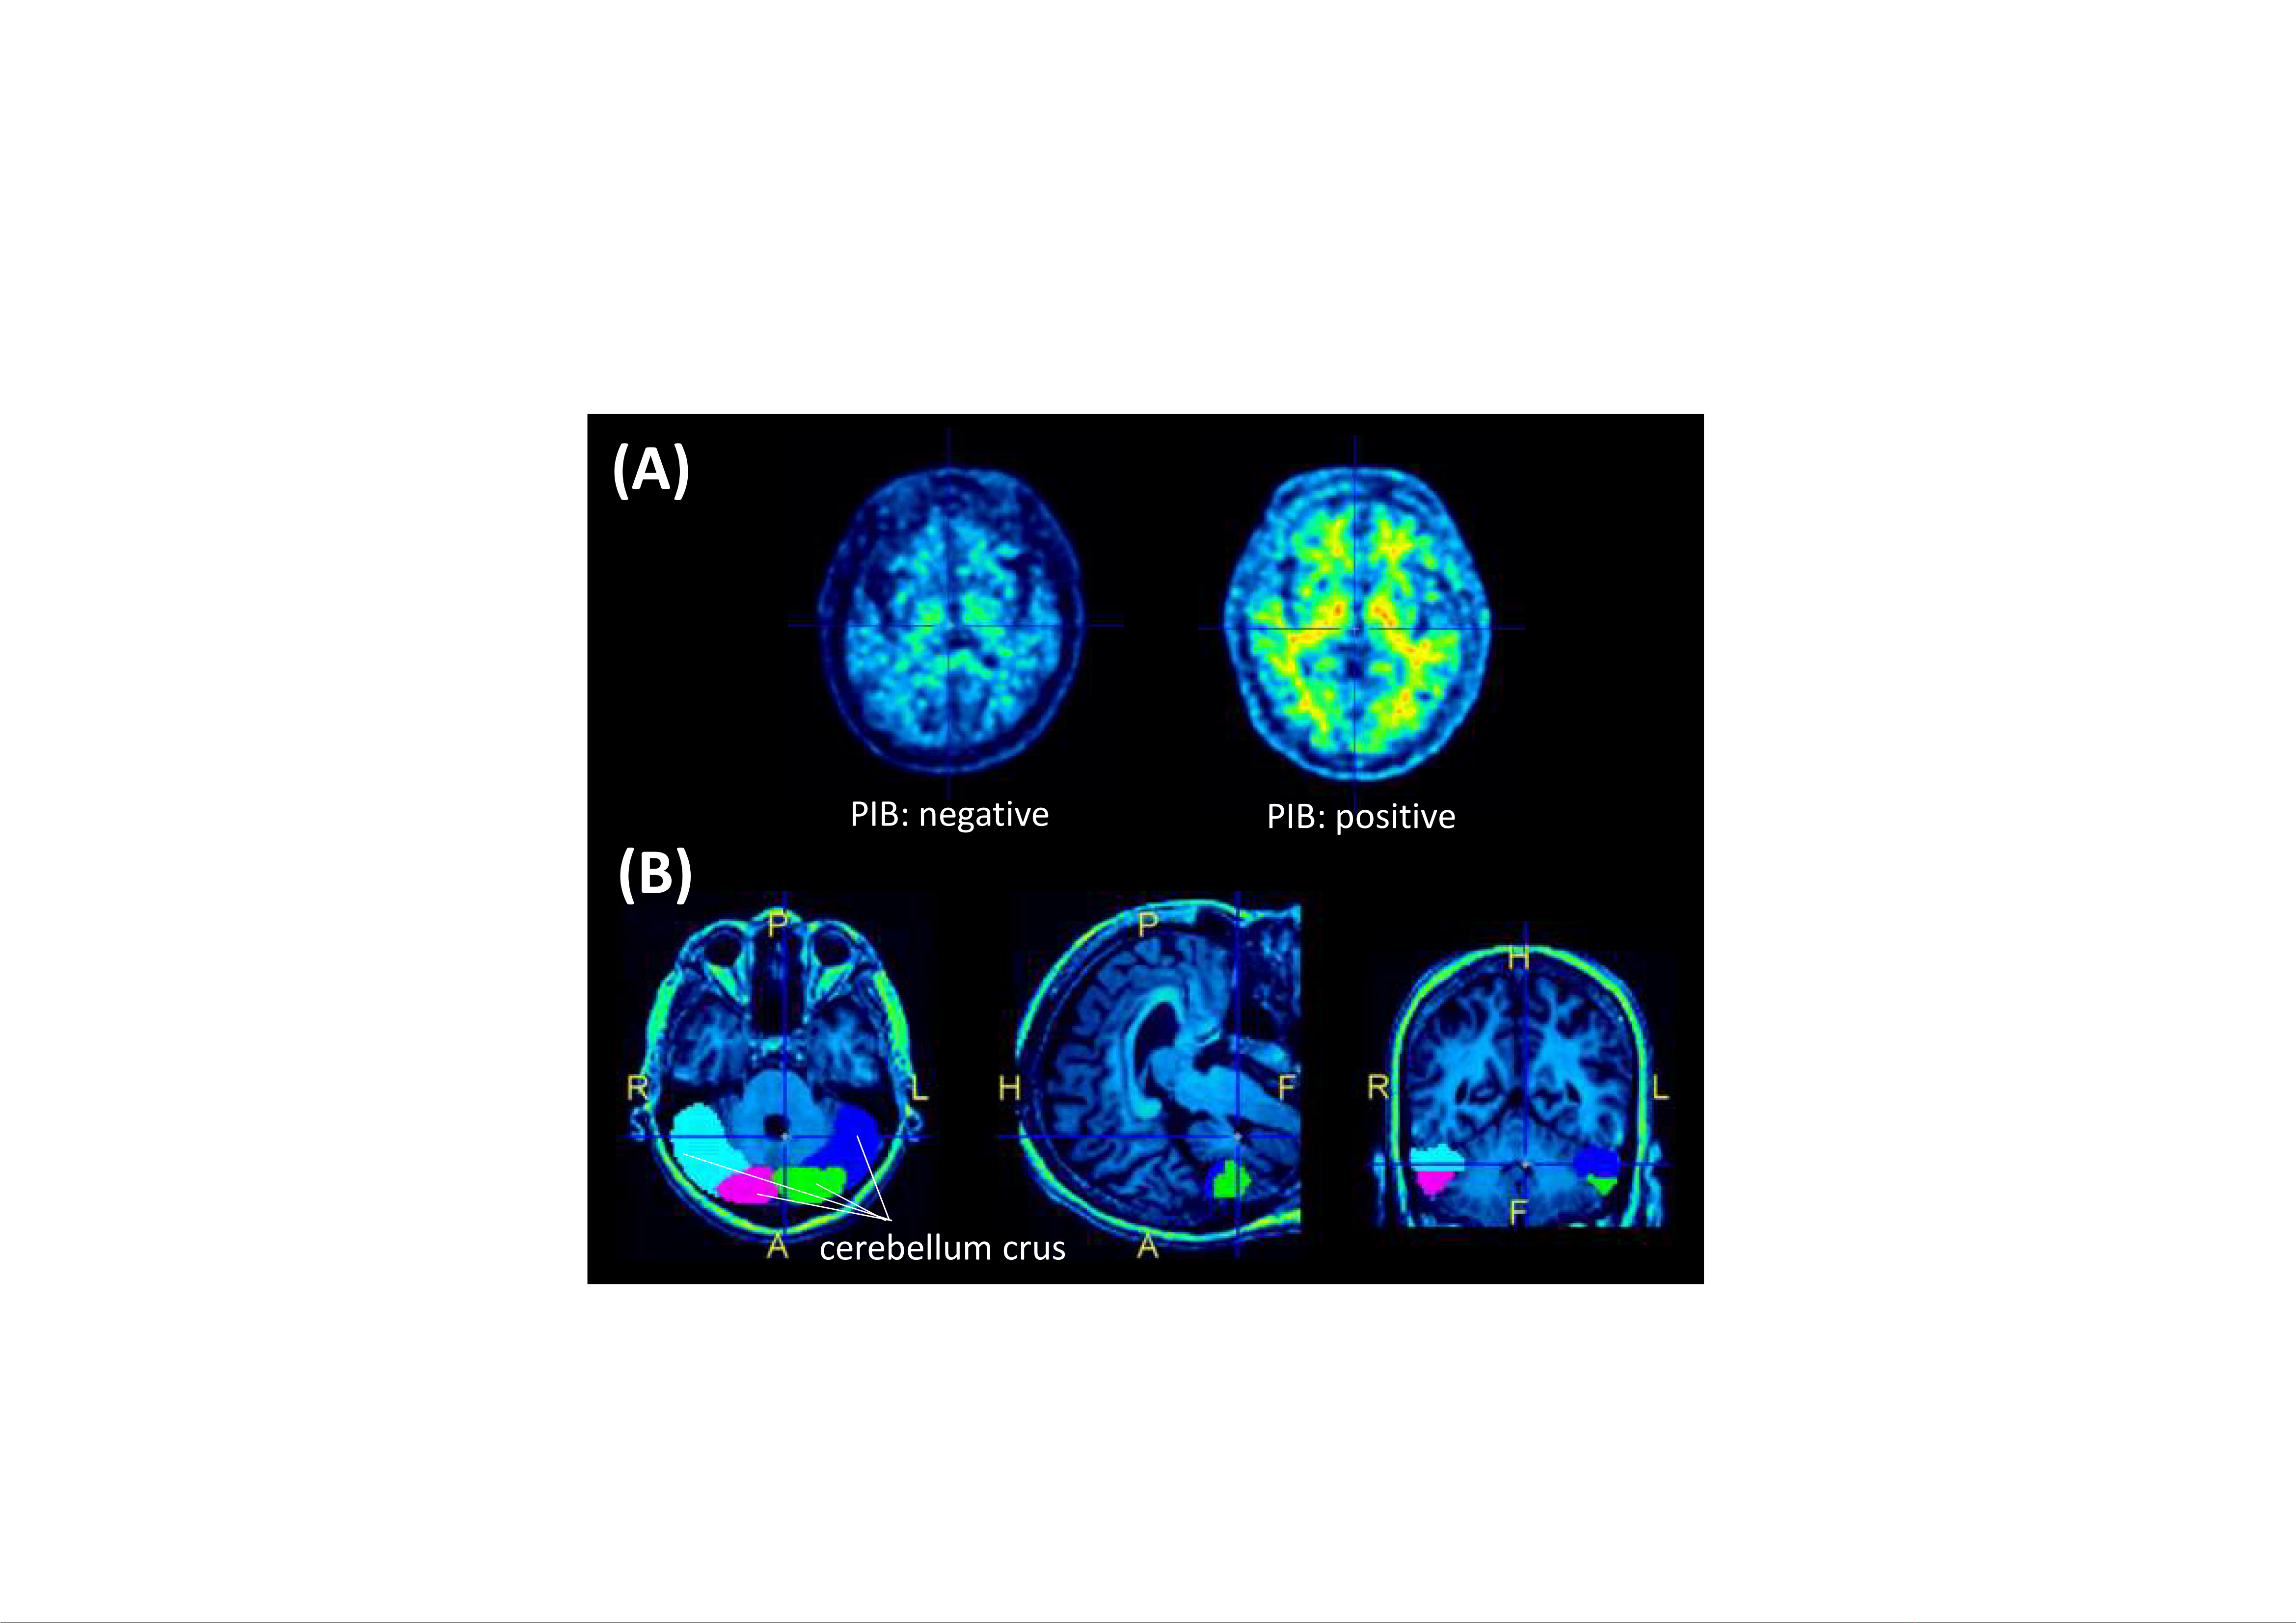 (A)
PIB: negative
PIB: positive
(B)
P
P
H
R
L
H
F
R
L
F
A
cerebellum crus
A